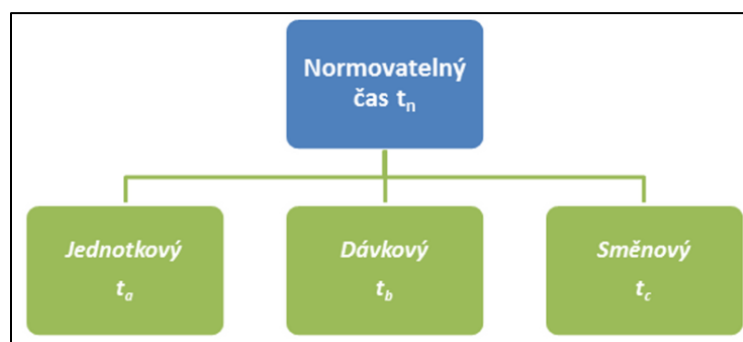 Normovatelný
čas tn
Jednotkový
ta
Dávkový
tb
Směnový
tc